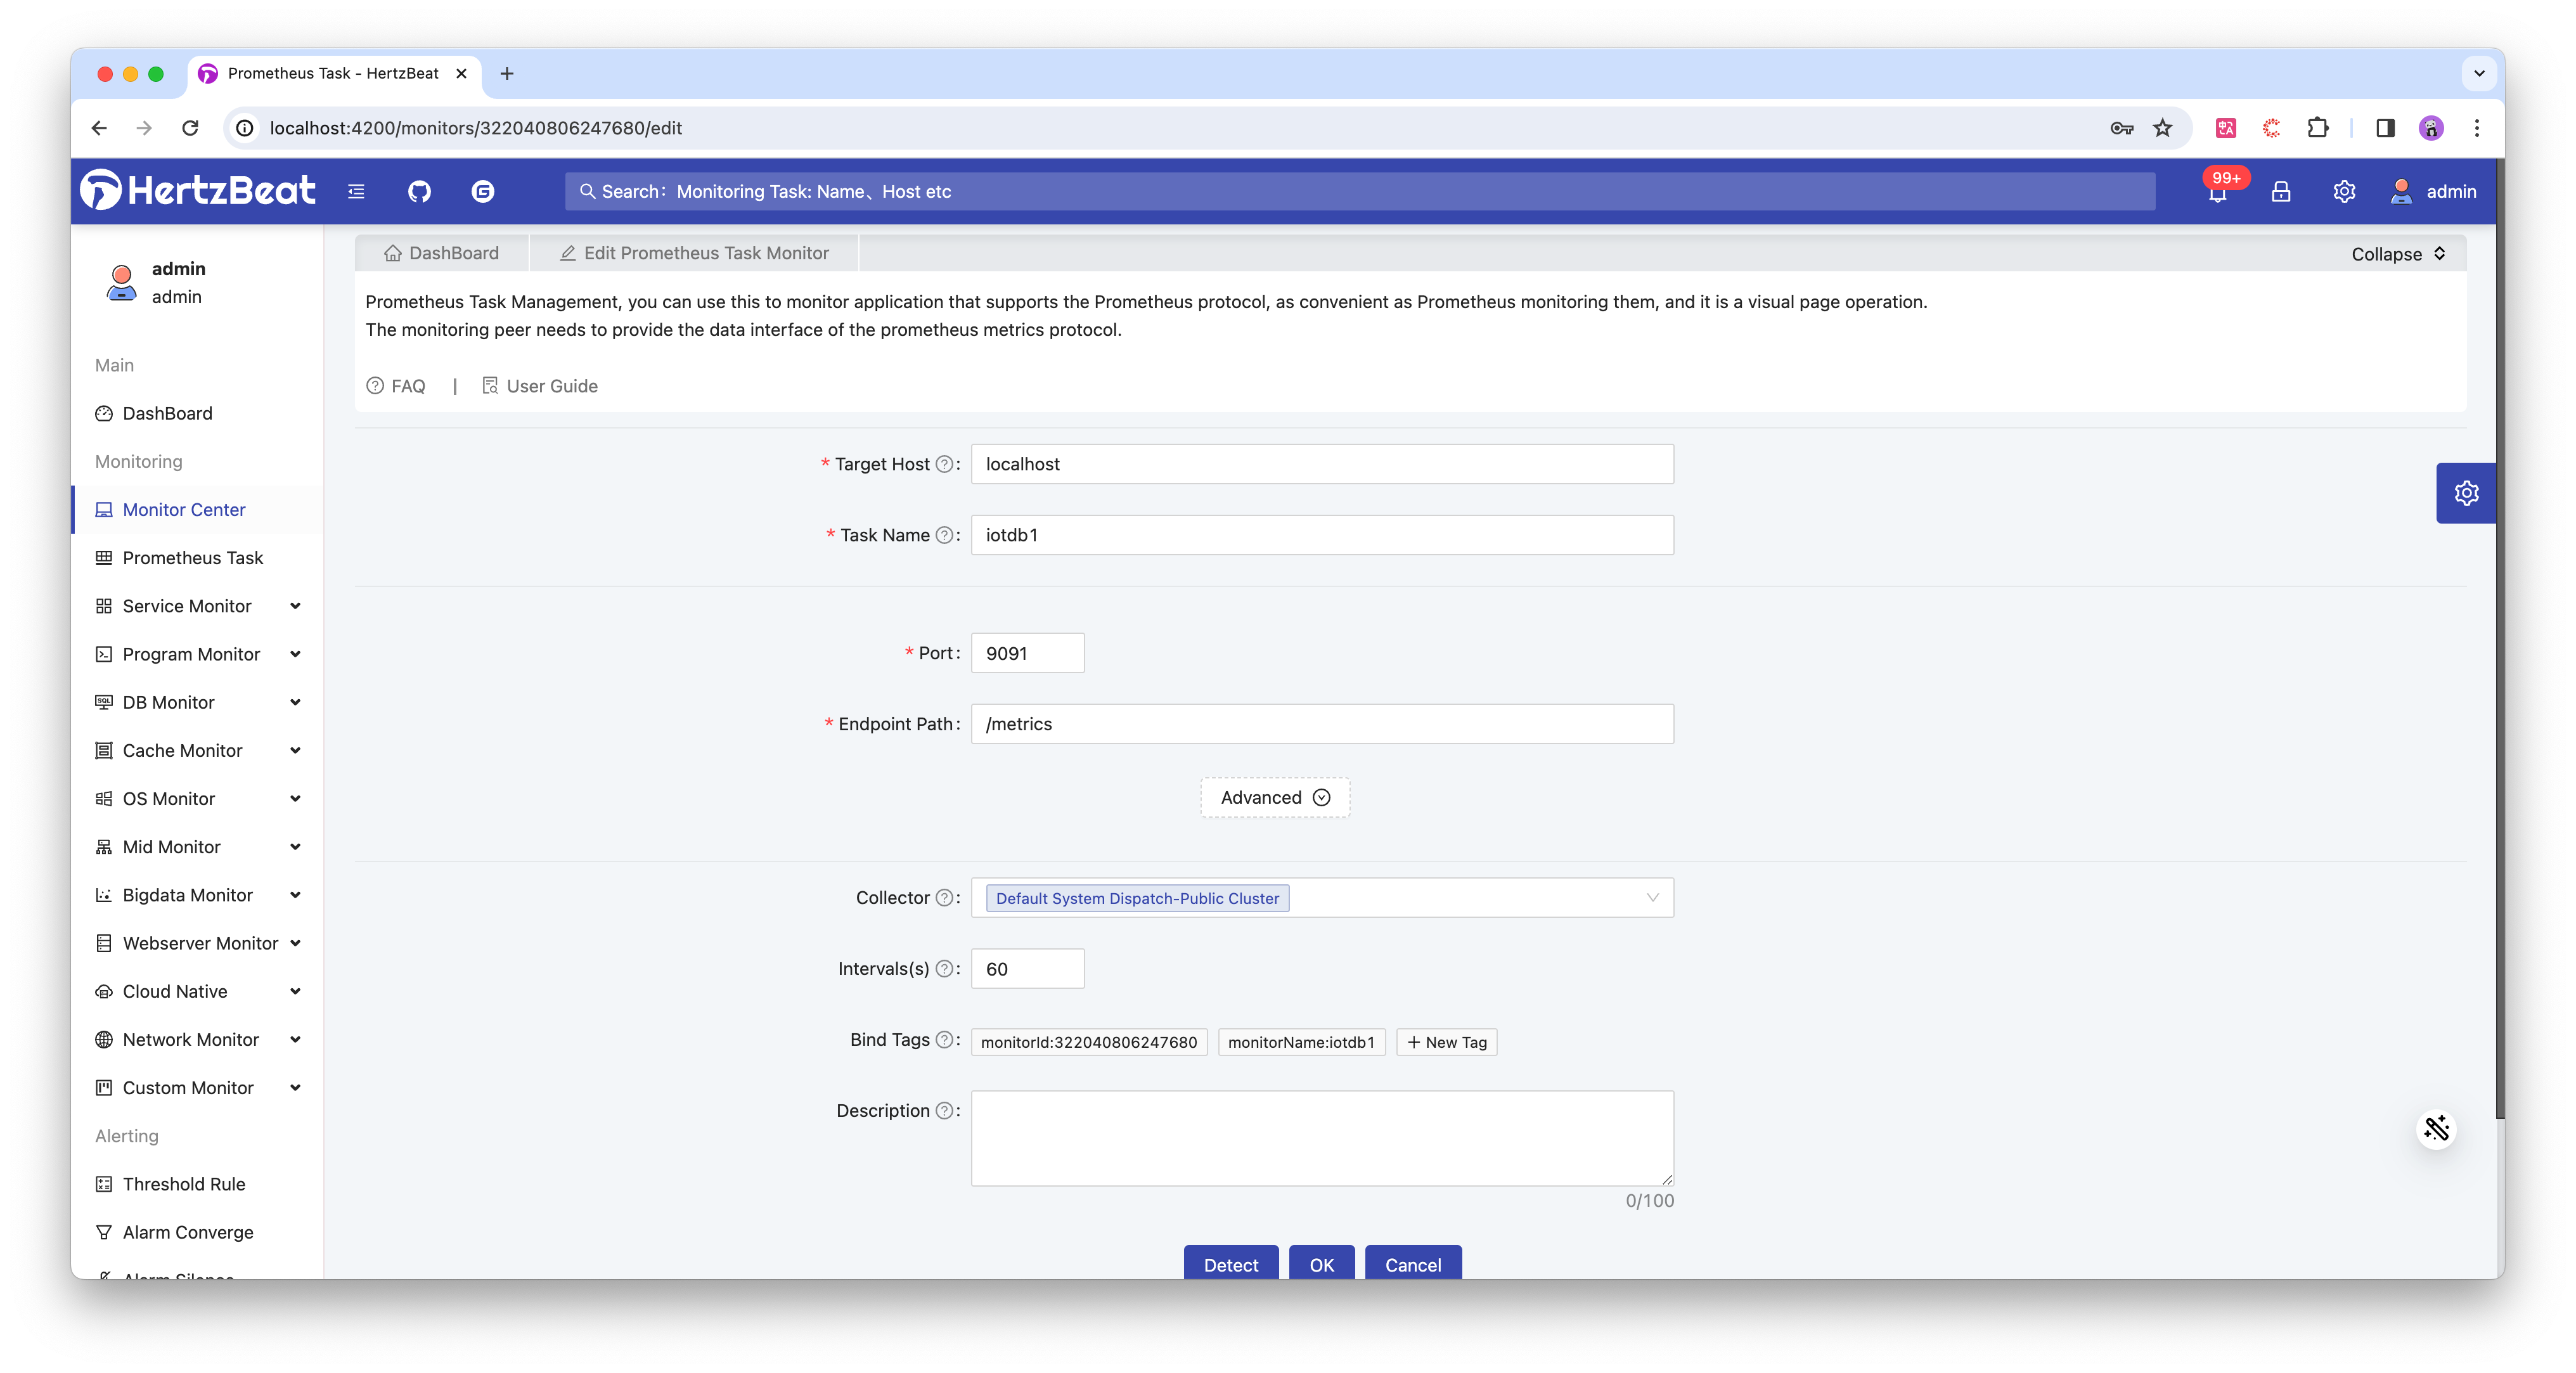 Prometheus Task - HertzBeat
localhost:4200/monitors/322040806247680/edit
HertzBeat
Search： Monitoring Task: Name、Host etc
99+
admin
admin
admin
Main
DashBoard
Monitoring
Monitor Center
Prometheus Task
Service Monitor
Program Monitor
DB Monitor
Cache Monitor
OS Monitor
Mid Monitor
Bigdata Monitor
Webserver Monitor
Cloud Native
Network Monitor
Custom Monitor
Alerting
Threshold Rule
Alarm Converge
Alarm Silence
DashBoard
Edit Prometheus Task Monitor
Collapse
Prometheus Task Management, you can use this to monitor application that supports the Prometheus protocol, as convenient as Prometheus monitoring them, and it is a visual page operation.
The monitoring peer needs to provide the data interface of the prometheus metrics protocol.
FAQ | User Guide
* Target Host : localhost
* Task Name : iotdb1
* Port : 9091
* Endpoint Path : /metrics
Advanced
Collector : Default System Dispatch-Public Cluster
Intervals(s) : 60
Bind Tags : monitorId:322040806247680 monitorName:iotdb1 + New Tag
Description :
0/100
Detect OK Cancel